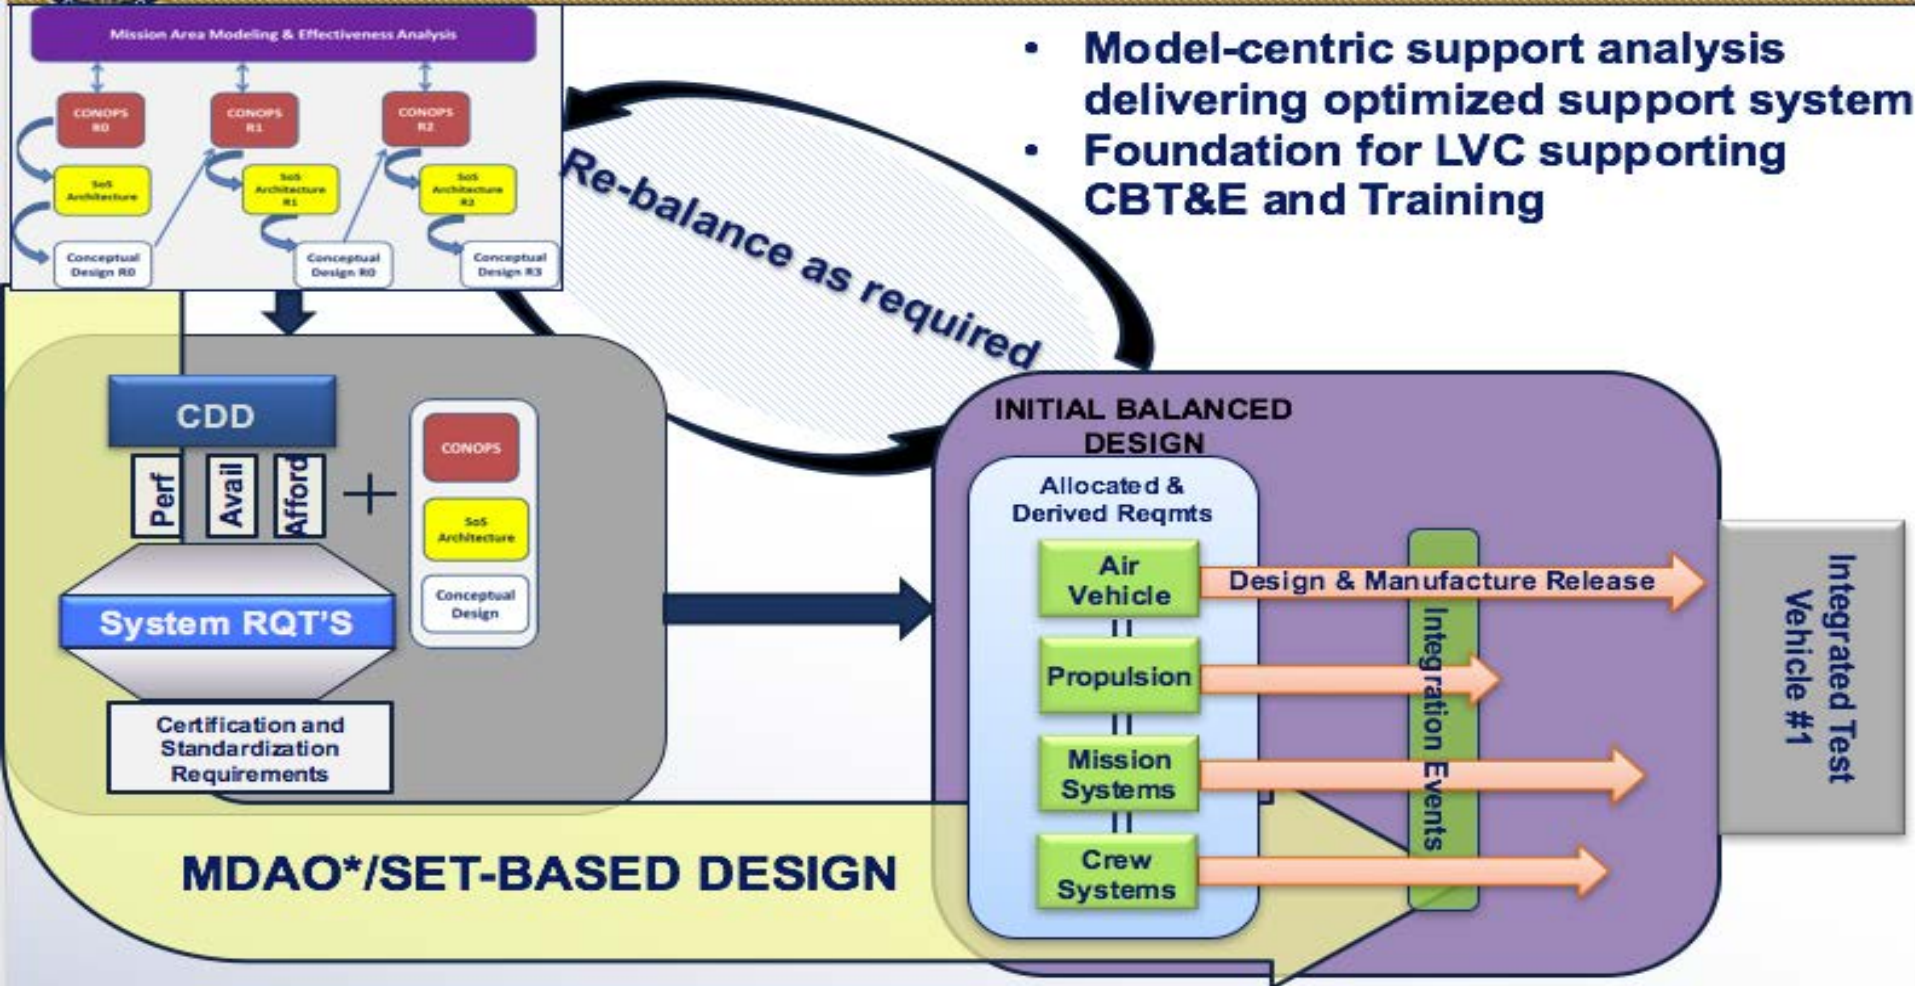 Mission Area Modeling & Effectiveness Analysis
CONOPS
R0
CONOPS
R1
CONOPS
R2
SoS
Architecture
SoS
Architecture
R1
SoS
Architecture
R2
Conceptual
Design R0
Conceptual
Design R0
Conceptual
Design R3
• Model-centric support analysis
delivering optimized support system
• Foundation for LVC supporting
CBT&E and Training
Re-balance as required
CDD
Perf
Avail
Afford
+
CONOPS
SoS
Architecture
Conceptual
Design
System RQT'S
Certification and
Standardization
Requirements
INITIAL BALANCED
DESIGN
Allocated &
Derived Reqmts
Air
Vehicle
Propulsion
Mission
Systems
Crew
Systems
Design & Manufacture Release
Integration Events
Integrated Test
Vehicle #1
MDAO*/SET-BASED DESIGN